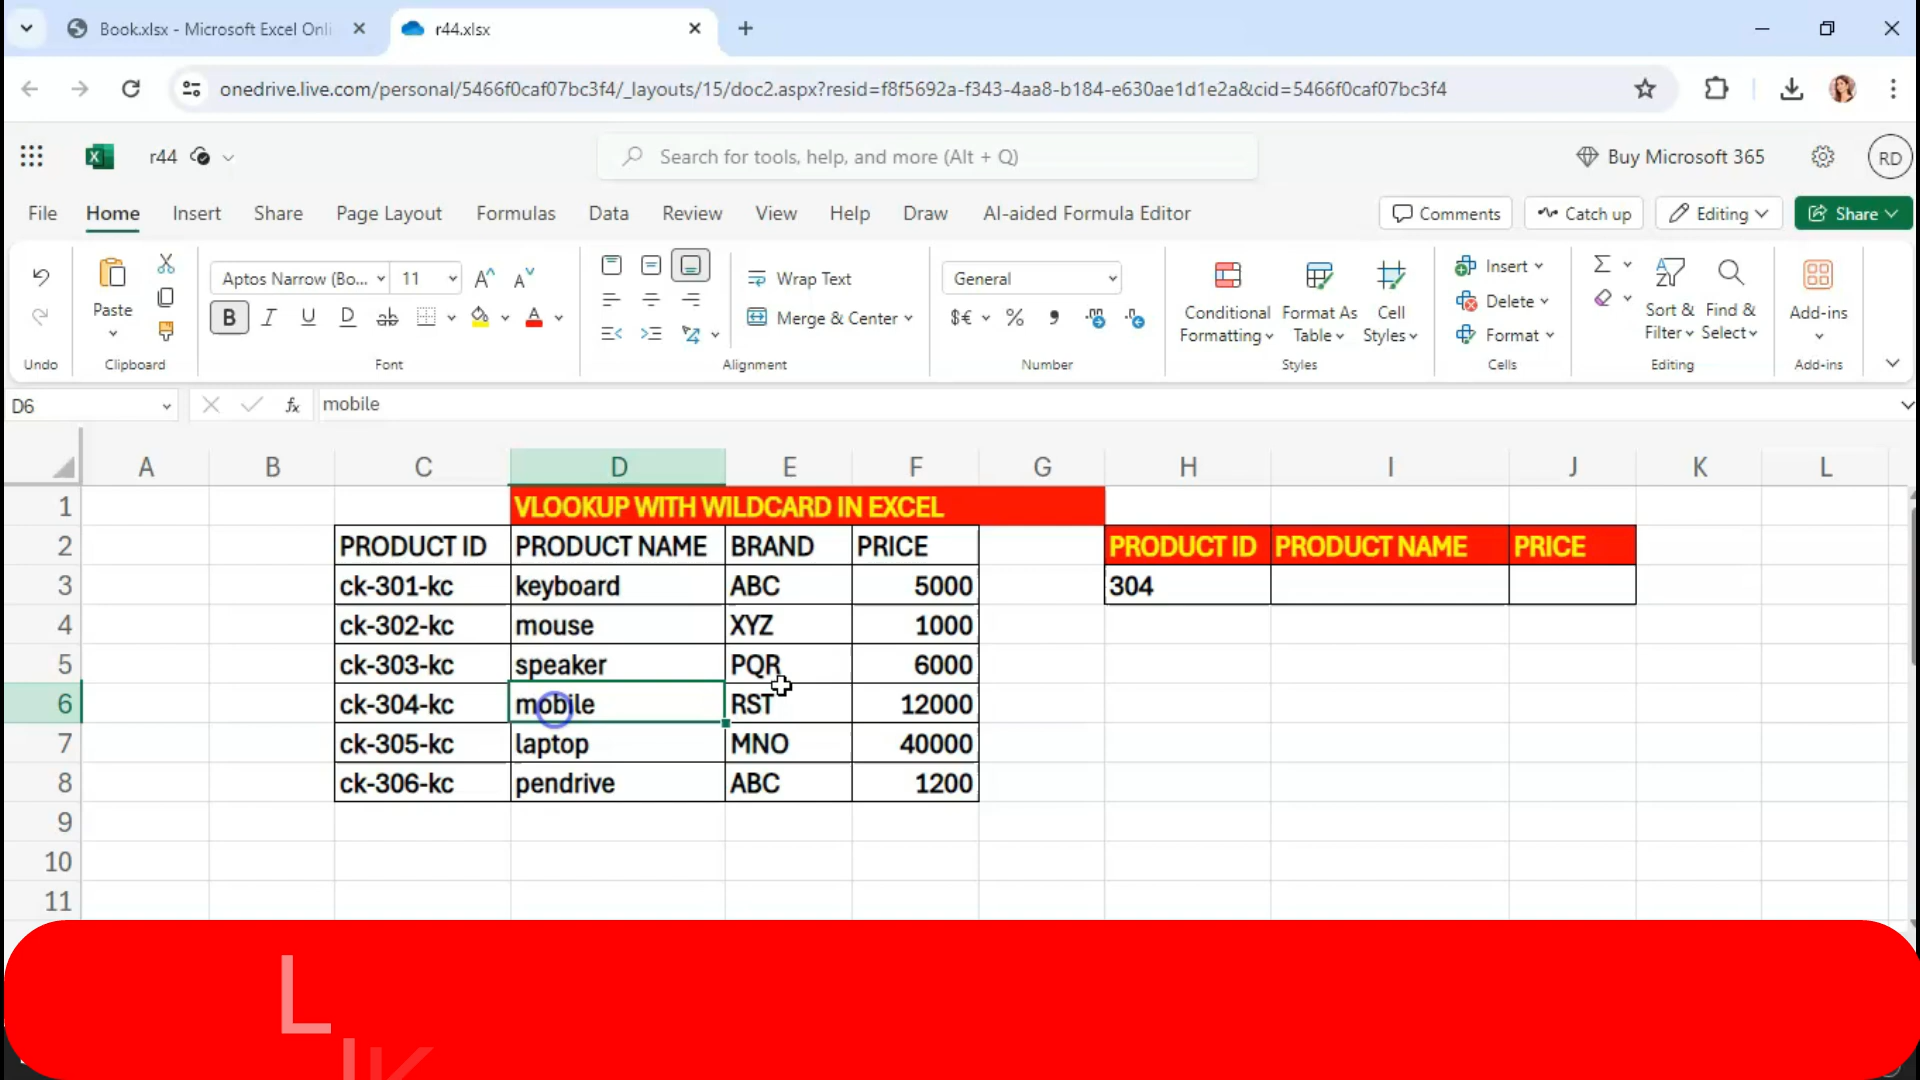 Book.xlsx - Microsoft Excel Onli
r44.xlsx
onedrive.live.com/personal/5466f0caf07bc3f4/_layouts/15/doc2.aspx?resid=f8f5692a-f343-4aa8-b184-e630ae1d1e2a&cid=5466f0caf07bc3f4
r44
Search for tools, help, and more (Alt + Q)
Buy Microsoft 365
RD
File Home Insert Share Page Layout Formulas Data Review View Help Draw AI-aided Formula Editor
Comments Catch up Editing Share
Paste
Aptos Narrow (Bo... 11
Wrap Text
Merge & Center
General
Conditional Formatting
Format As Table
Cell Styles
Insert
Delete
Format
Sort & Filter
Find & Select
Add-ins
Undo Clipboard Font Alignment Number Styles Cells Editing Add-ins
D6 fx mobile
A B C D E F G H I J K L
1 VLOOKUP WITH WILDCARD IN EXCEL
2 PRODUCT ID PRODUCT NAME BRAND PRICE PRODUCT ID PRODUCT NAME PRICE
3 ck-301-kc keyboard ABC 5000 304
4 ck-302-kc mouse XYZ 1000
5 ck-303-kc speaker PQR 6000
6 ck-304-kc mobile RST 12000
7 ck-305-kc laptop MNO 40000
8 ck-306-kc pendrive ABC 1200
9
10
11
L